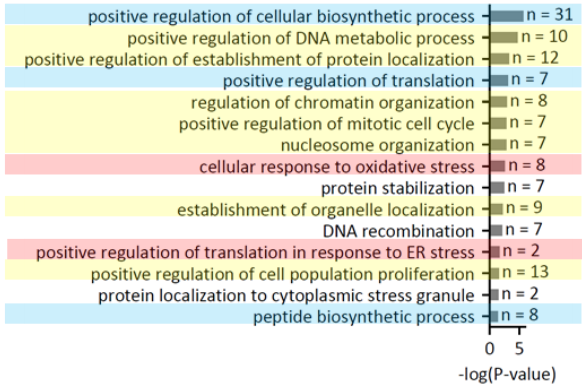 positive regulation of cellular biosynthetic process n = 31
positive regulation of DNA metabolic process n = 10
positive regulation of establishment of protein localization n = 12
positive regulation of translation n = 7
regulation of chromatin organization n = 8
positive regulation of mitotic cell cycle n = 7
nucleosome organization n = 7
cellular response to oxidative stress n = 8
protein stabilization n = 7
establishment of organelle localization n = 9
DNA recombination n = 7
positive regulation of translation in response to ER stress n = 2
positive regulation of cell population proliferation n = 13
protein localization to cytoplasmic stress granule n = 2
peptide biosynthetic process n = 8
0 5
-log(P-value)